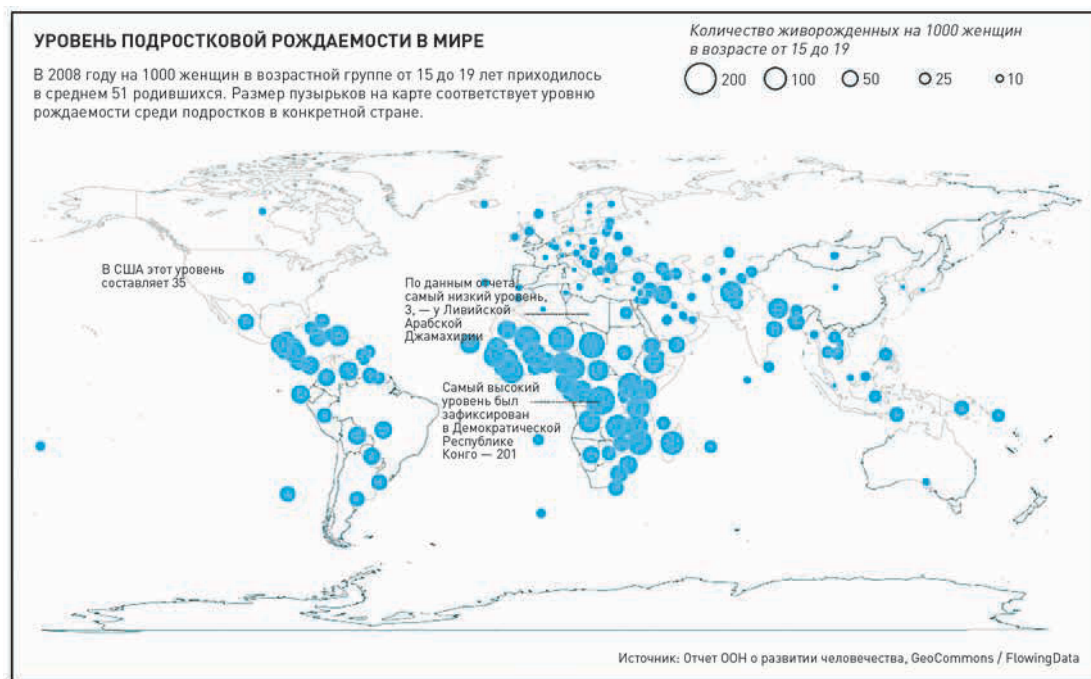 УРОВЕНЬ ПОДРОСТКОВОЙ РОЖДАЕМОСТИ В МИРЕ
В 2008 году на 1000 женщин в возрастной группе от 15 до 19 лет приходилось
в среднем 51 родившихся. Размер пузырьков на карте соответствует уровню
рождаемости среди подростков в конкретной стране.
Количество живорожденных на 1000 женщин
в возрасте от 15 до 19
200 100 50 25 10
В США этот уровень
составляет 35
По данным отчета,
самый низкий уровень,
3, — у Ливийской
Арабской
Джамахирии
Самый высокий
уровень был
зафиксирован
в Демократической
Республике
Конго — 201
Источник: Отчет ООН о развитии человечества, GeoCommons / FlowingData